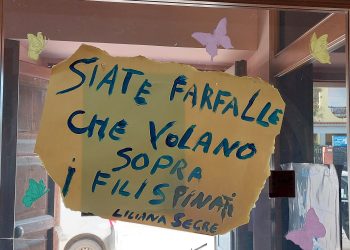 SIATE FARFALLE
CHE VOLANO
SOPRA
i FILI SPINATI
LILIANA SEGRE